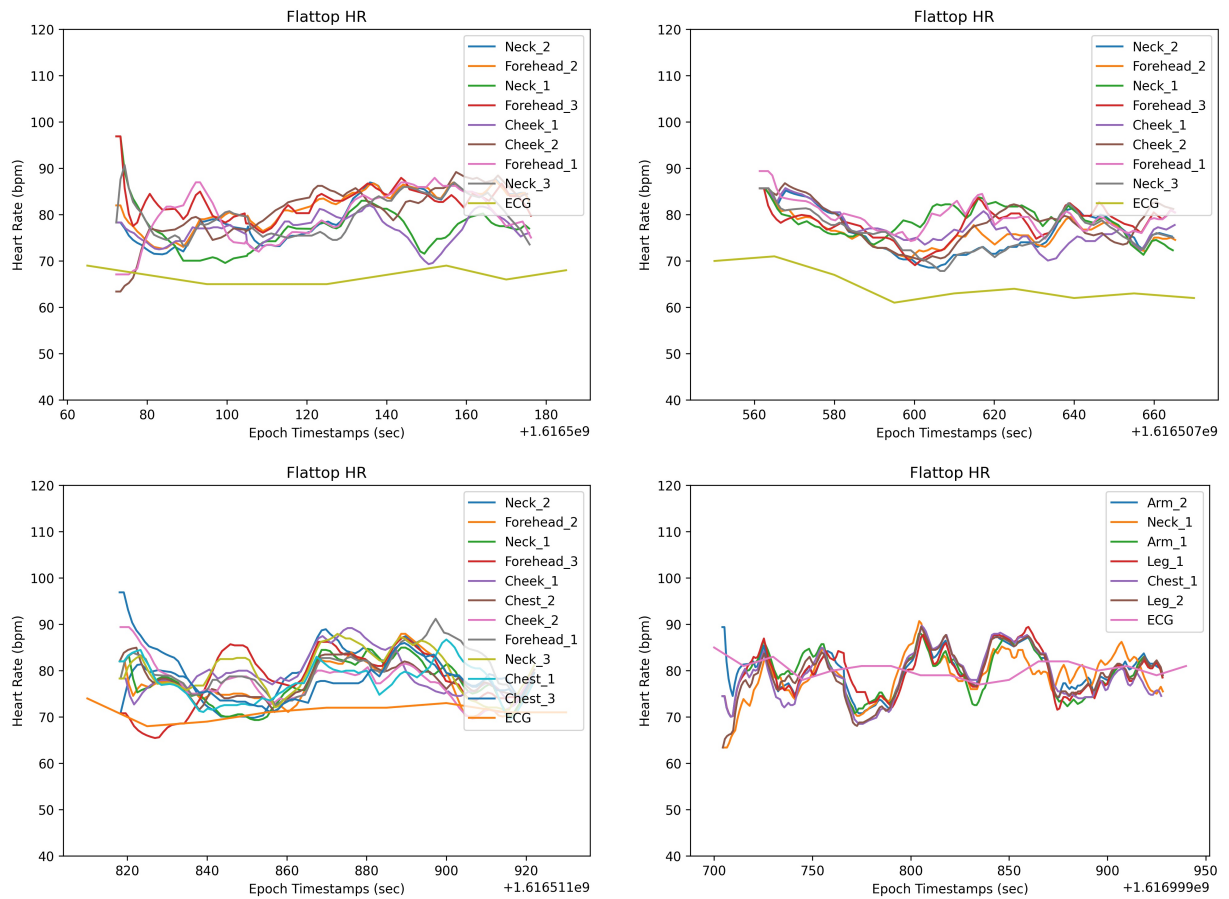 Flattop HR
120
110
100
90
80
70
60
50
40
Heart Rate (bpm)
Neck_2
Forehead_2
Neck_1
Forehead_3
Cheek_1
Cheek_2
Forehead_1
Neck_3
ECG
60 80 100 120 140 160 180
Epoch Timestamps (sec)
+1.6165e9
Flattop HR
120
110
100
90
80
70
60
50
40
Heart Rate (bpm)
Neck_2
Forehead_2
Neck_1
Forehead_3
Cheek_1
Cheek_2
Forehead_1
Neck_3
ECG
560 580 600 620 640 660
Epoch Timestamps (sec)
+1.616507e9
Flattop HR
120
110
100
90
80
70
60
50
40
Heart Rate (bpm)
Neck_2
Forehead_2
Neck_1
Forehead_3
Cheek_1
Chest_2
Cheek_2
Forehead_1
Neck_3
Chest_1
Chest_3
ECG
820 840 860 880 900 920
Epoch Timestamps (sec)
+1.616511e9
Flattop HR
120
110
100
90
80
70
60
50
40
Heart Rate (bpm)
Arm_2
Neck_1
Arm_1
Leg_1
Chest_1
Leg_2
ECG
700 750 800 850 900 950
Epoch Timestamps (sec)
+1.616999e9